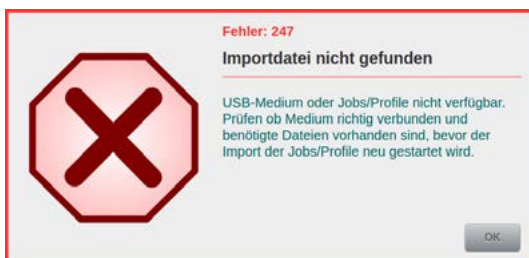 Fehler: 247
Importdatei nicht gefunden
USB-Medium oder Jobs/Profile nicht verfügbar.
Prüfen ob Medium richtig verbunden und
benötigte Dateien vorhanden sind, bevor der
Import der Jobs/Profile neu gestartet wird.
OK